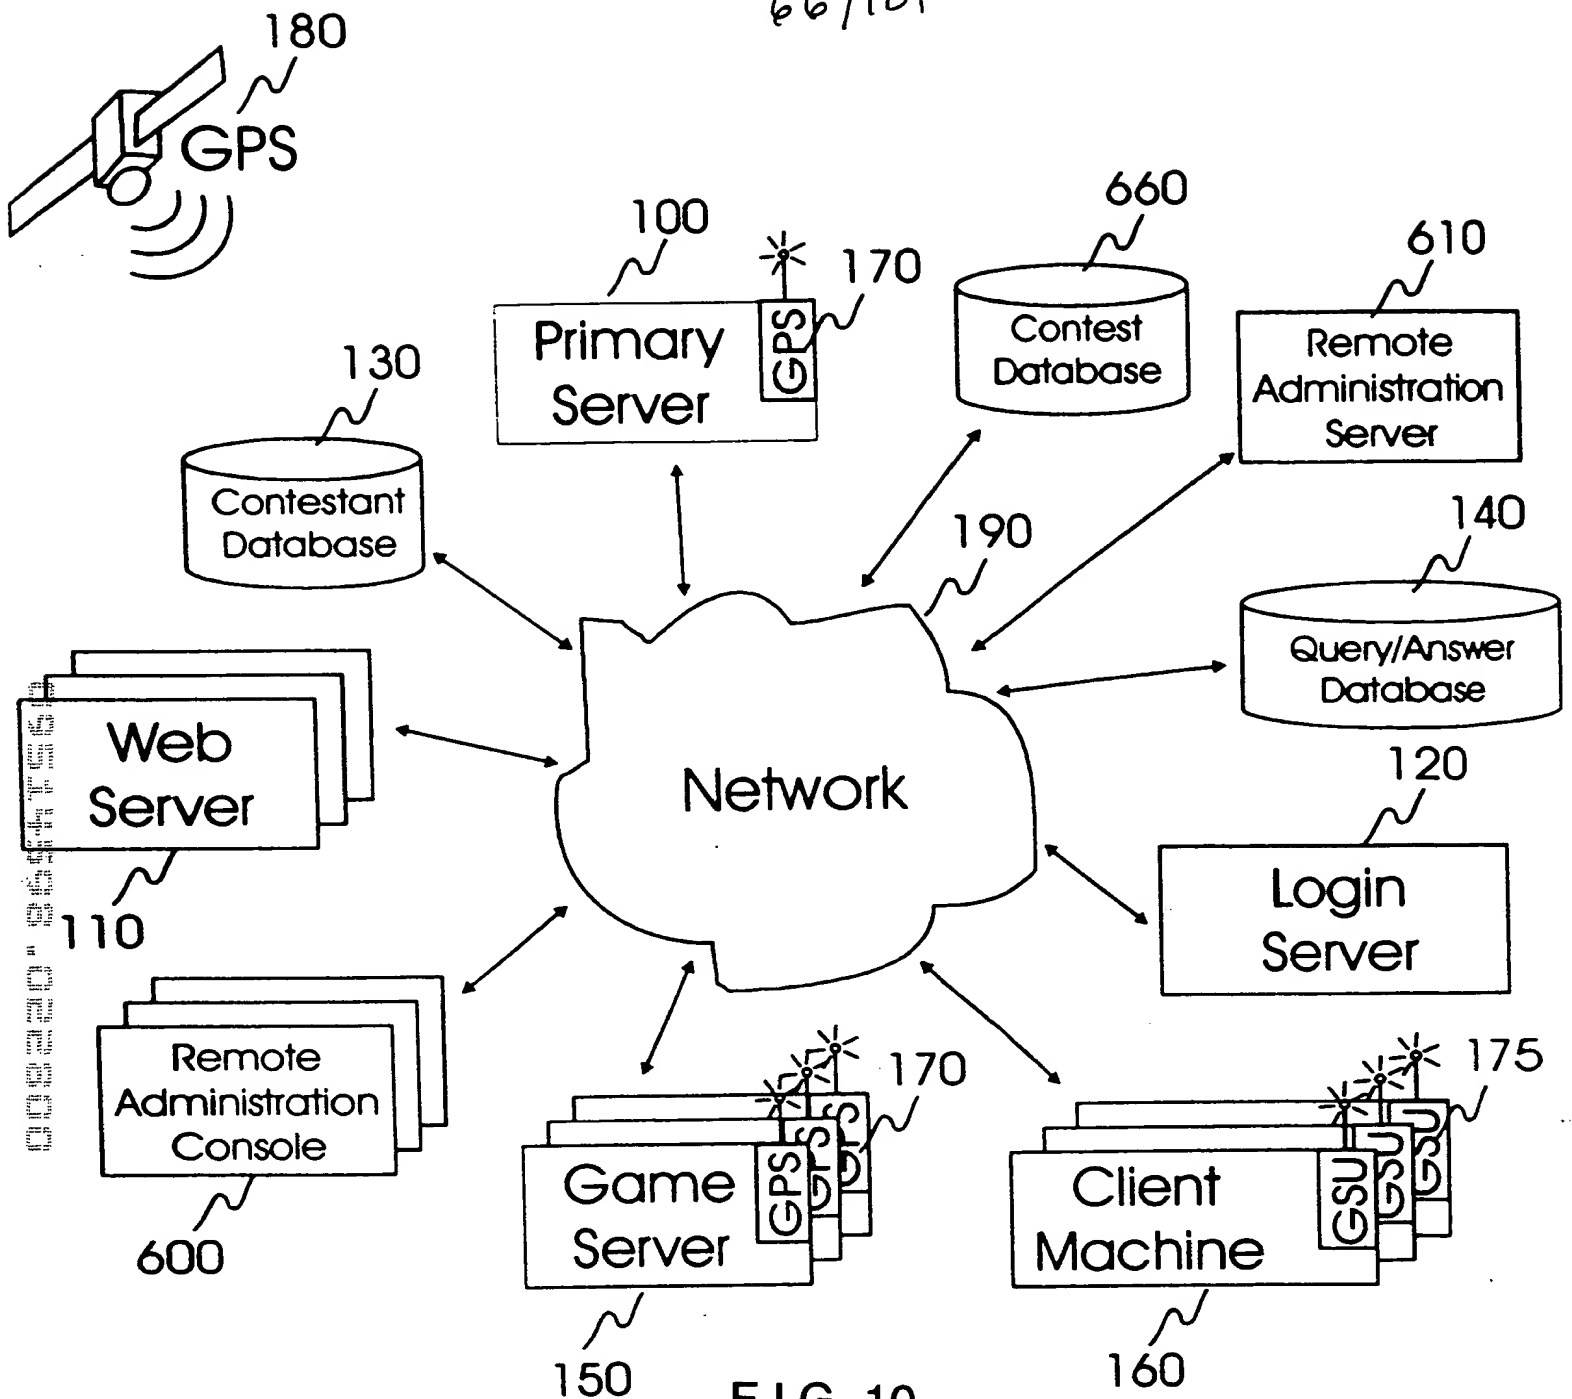 66/101
180
GPS
660
100
610
170
Primary
Server
GPS
Contest
Database
Remote
Administration
Server
130
Contestant
Database
190
140
Query/Answer
Database
Web
Server
Network
120
110
Login
Server
Remote
Administration
Console
170
175
Game
Server
GPS
GPS
GPS
Client
Machine
GSU
GSU
GSU
600
150
160